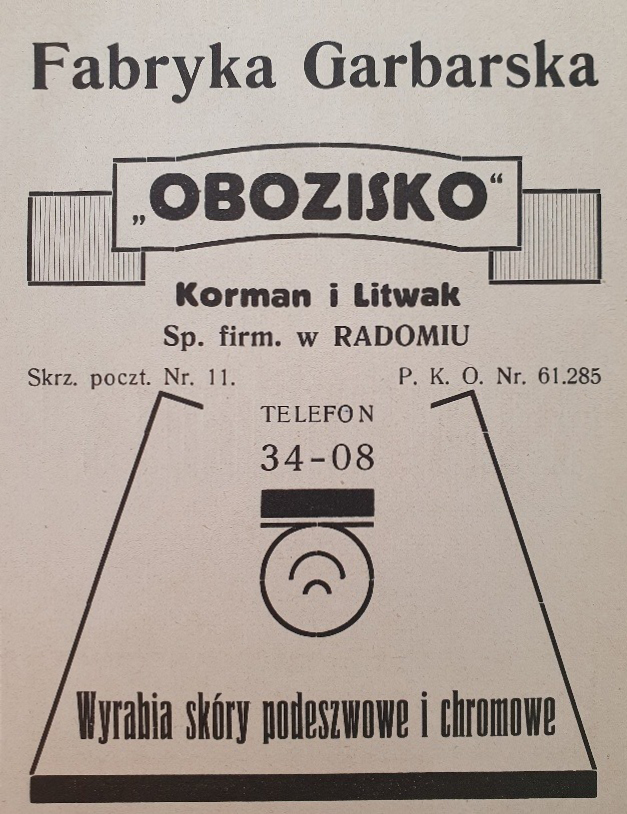 Fabryka Garbarska
„OBOZISKO“
Korman i Litwak
Sp. firm. w RADOMIU
Skrz. poczt. Nr. 11. P. K. O. Nr. 61.285
TELEFON
34-08
Wyrabia skóry podeszwowe i chromowe